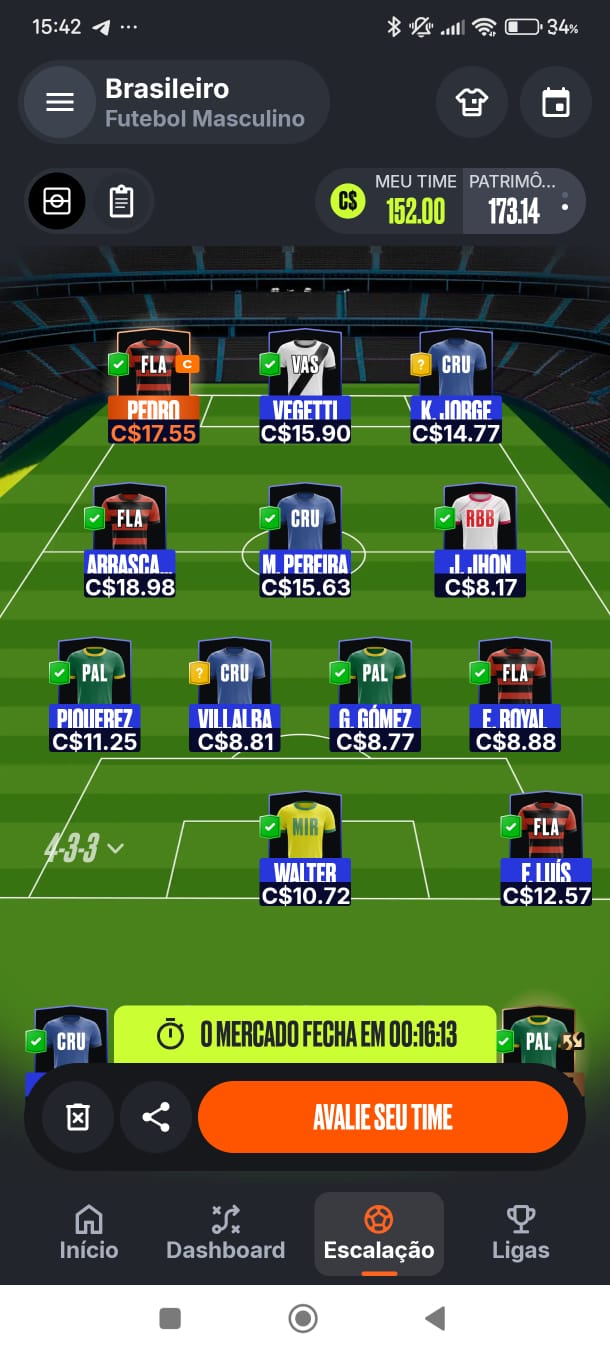 15:42
34%
Brasileiro
Futebol Masculino
C$ MEU TIME 152.00 PATRIMÔ... 173.14
FLA C VAS ? CRU
PEDRO VEGETTI K. JORGE
C$17.55 C$15.90 C$14.77
FLA CRU RBB
ARRASCA... M. PEREIRA J. JHON
C$18.98 C$15.63 C$8.17
PAL ? CRU PAL FLA
PIQUEREZ VILLALBA G. GÓMEZ E. ROYAL
C$11.25 C$8.81 C$8.77 C$8.88
MIR FLA
4-3-3
WALTER F. LUÍS
C$10.72 C$12.57
CRU O MERCADO FECHA EM 00:16:13 PAL
AVALIE SEU TIME
Início Dashboard Escalação Ligas